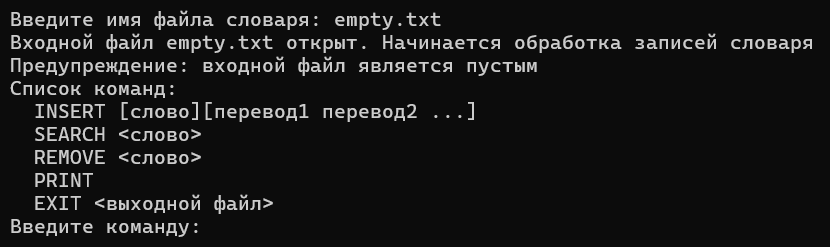 Введите имя файла словаря: empty.txt
Входной файл empty.txt открыт. Начинается обработка записей словаря
Предупреждение: входной файл является пустым
Список команд:
INSERT [слово][перевод1 перевод2 ...]
SEARCH <слово>
REMOVE <слово>
PRINT
EXIT <выходной файл>
Введите команду: